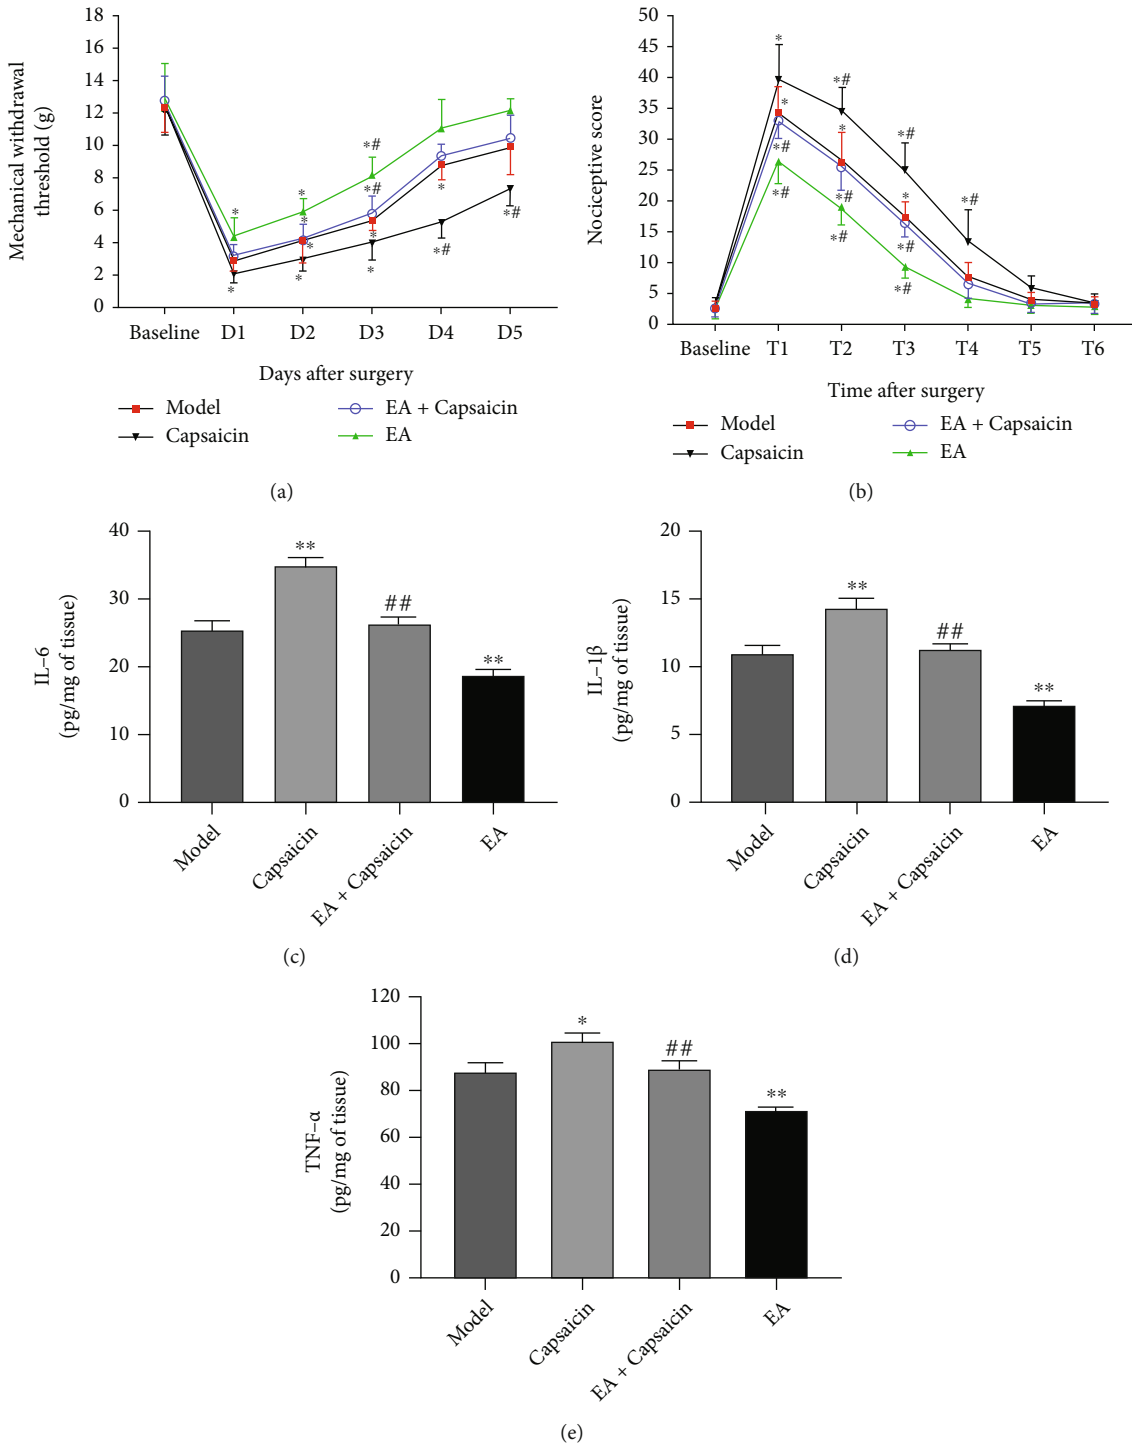 18
16
14
12
10
8
6
4
2
0
Mechanical withdrawal
threshold (g)
*
*
*
*
*
*#
*#
*
*
*
*#
*#
Baseline D1 D2 D3 D4 D5
Days after surgery
Model
Capsaicin
EA + Capsaicin
EA
(a)
50
45
40
35
30
25
20
15
10
5
0
Nociceptive score
*
*
*#
*#
*#
*
*#
*#
*#
*
*#
*#
*#
Baseline T1 T2 T3 T4 T5 T6
Time after surgery
Model
Capsaicin
EA + Capsaicin
EA
(b)
40
30
20
10
0
IL–6
(pg/mg of tissue)
**
##
**
Model
Capsaicin
EA + Capsaicin
EA
(c)
20
15
10
5
0
IL–1β
(pg/mg of tissue)
**
##
**
Model
Capsaicin
EA + Capsaicin
EA
(d)
120
100
80
60
40
20
0
TNF–α
(pg/mg of tissue)
*
##
**
Model
Capsaicin
EA + Capsaicin
EA
(e)